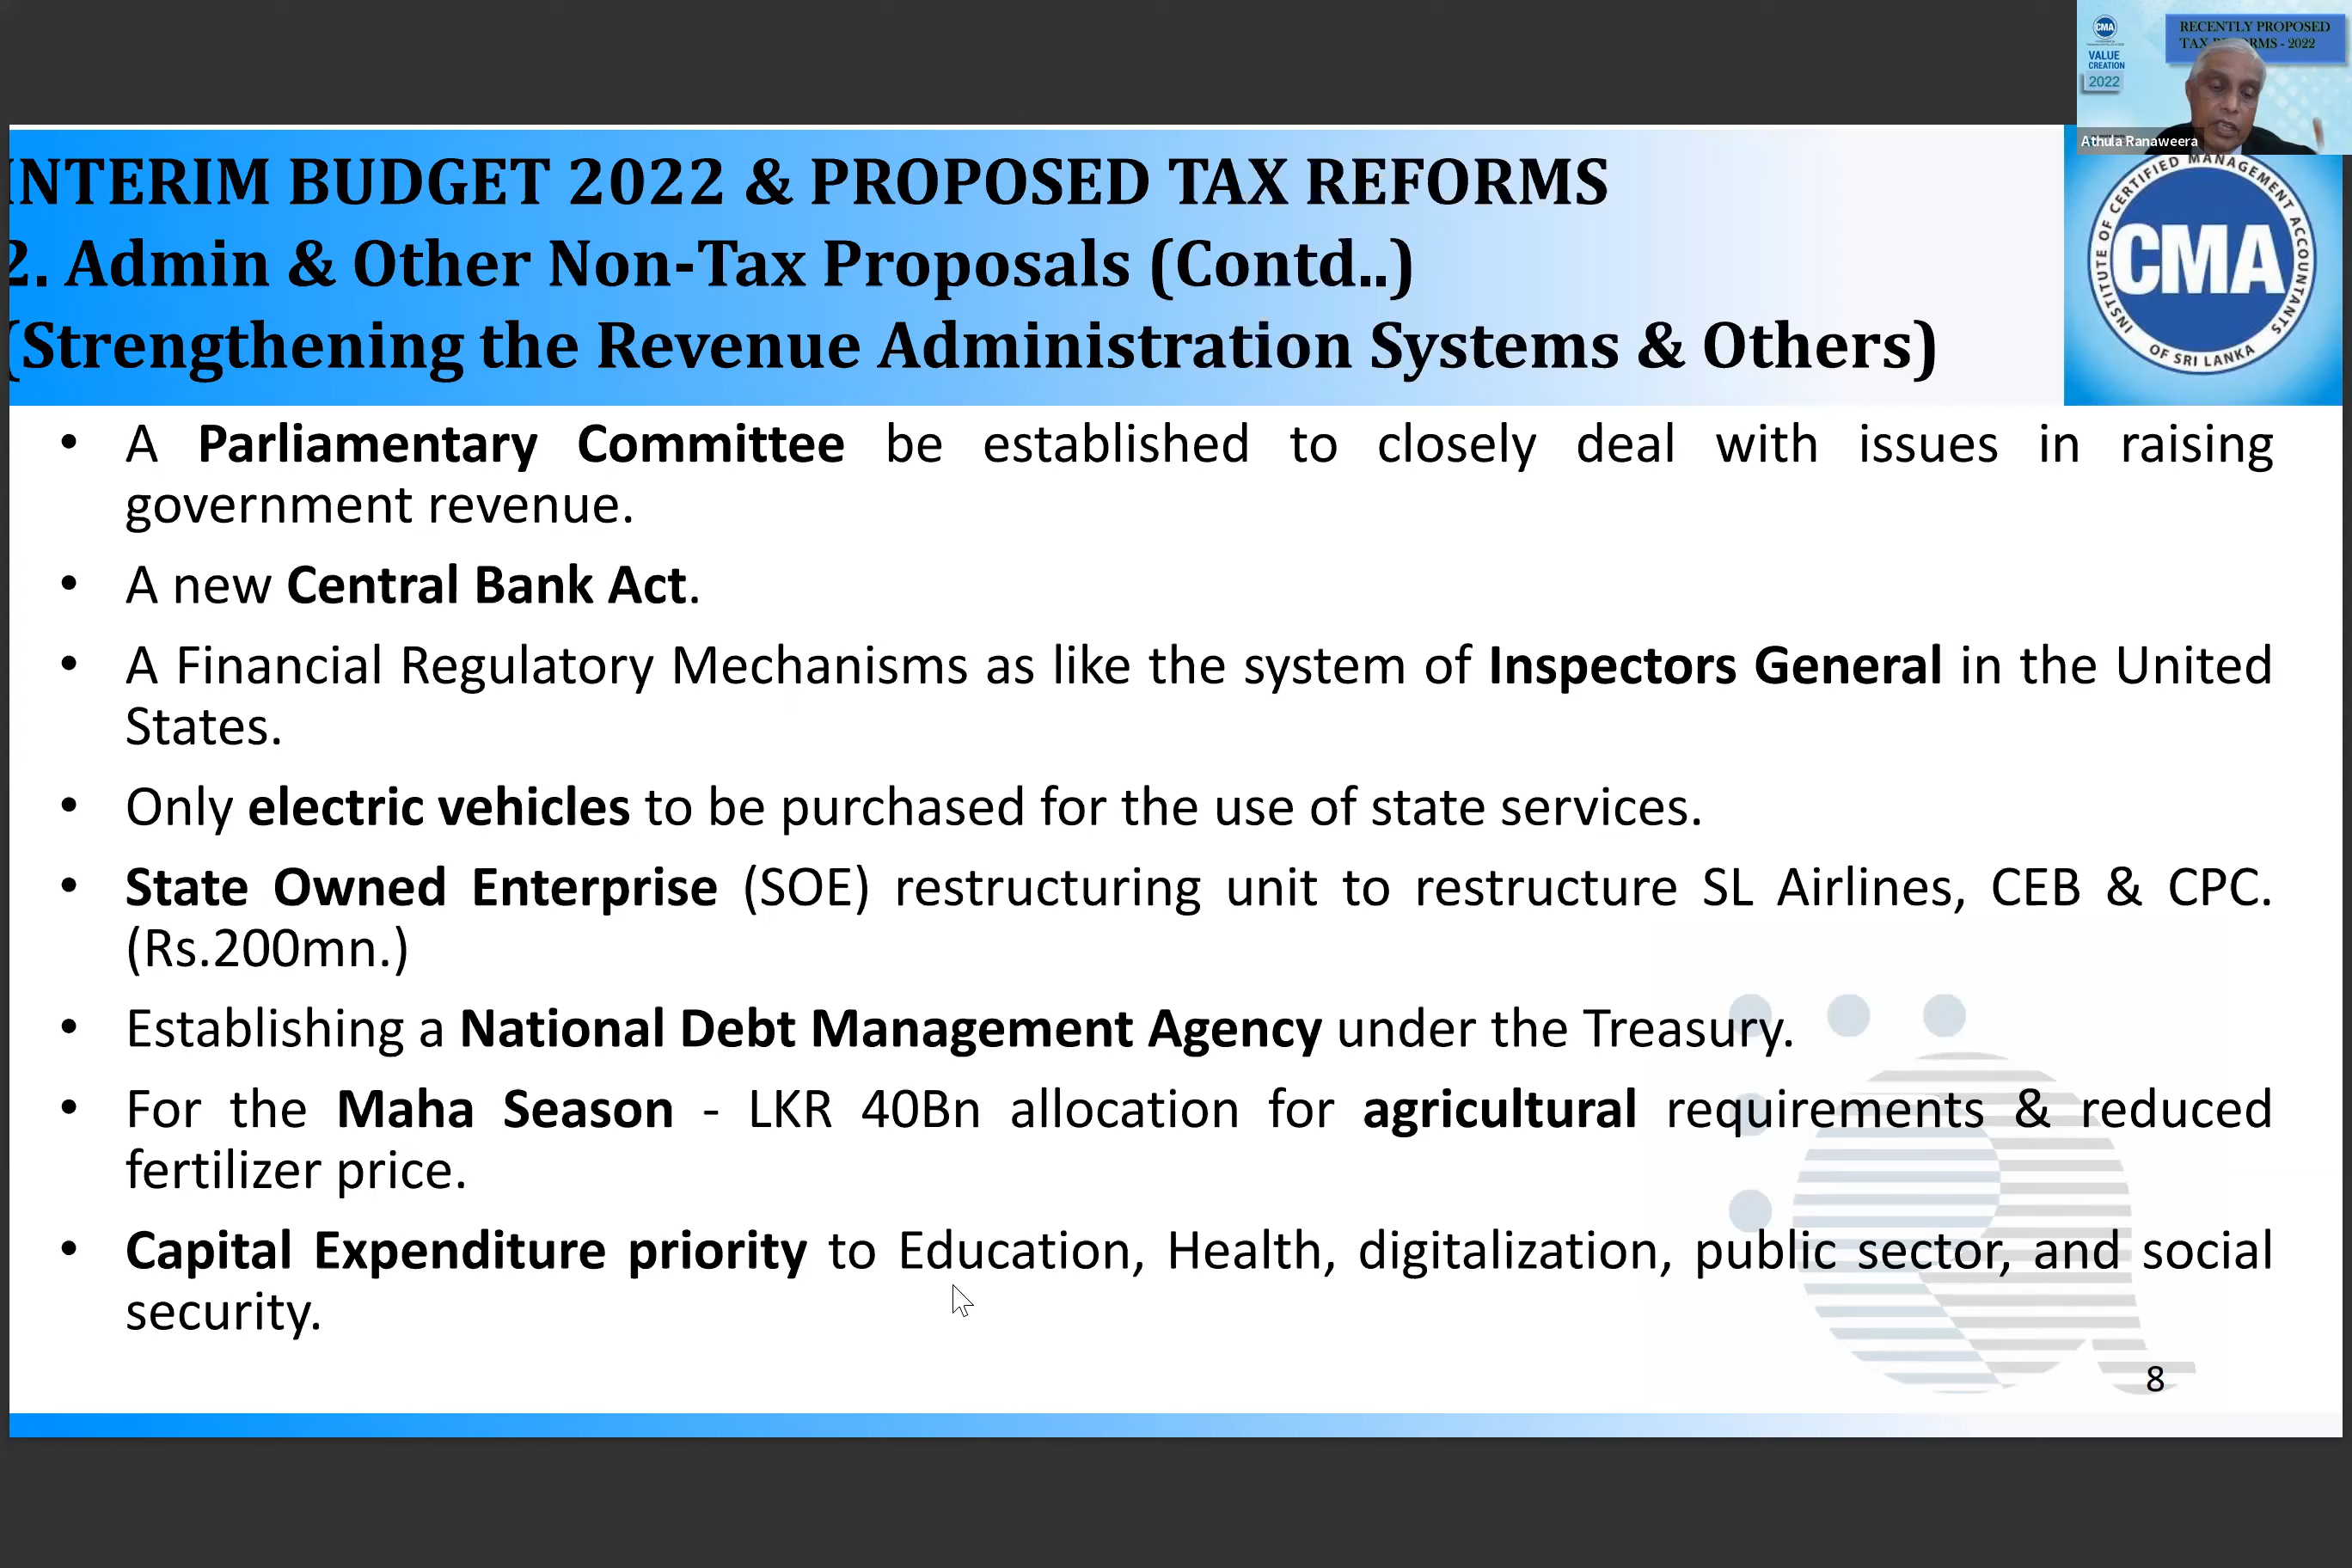 RECENTLY PROPOSED
TAX REFORMS - 2022
CMA
VALUE
CREATION
2022
Athula Ranaweera
INTERIM BUDGET 2022 & PROPOSED TAX REFORMS
2. Admin & Other Non-Tax Proposals (Contd..)
(Strengthening the Revenue Administration Systems & Others)
INSTITUTE OF CERTIFIED MANAGEMENT ACCOUNTANTS
CMA
OF SRI LANKA
• A Parliamentary Committee be established to closely deal with issues in raising
government revenue.
• A new Central Bank Act.
• A Financial Regulatory Mechanisms as like the system of Inspectors General in the United
States.
• Only electric vehicles to be purchased for the use of state services.
• State Owned Enterprise (SOE) restructuring unit to restructure SL Airlines, CEB & CPC.
(Rs.200mn.)
• Establishing a National Debt Management Agency under the Treasury.
• For the Maha Season - LKR 40Bn allocation for agricultural requirements & reduced
fertilizer price.
• Capital Expenditure priority to Education, Health, digitalization, public sector, and social
security.
8